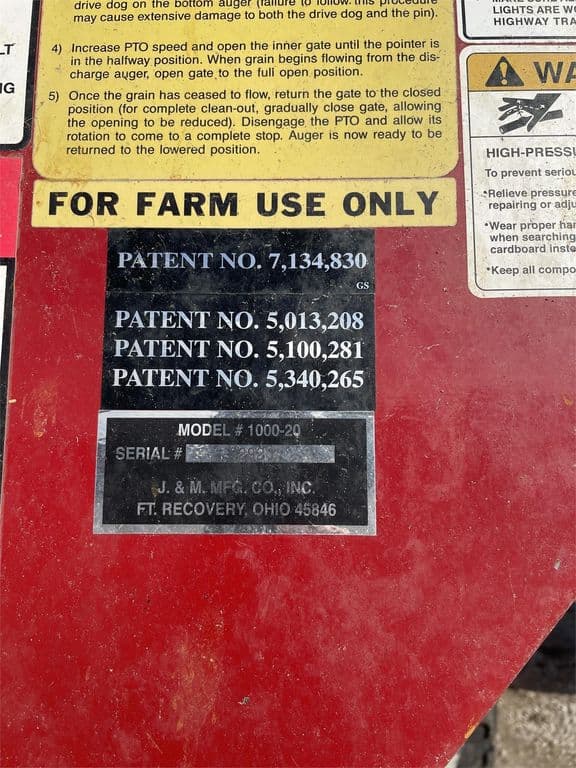 drive dog on the bottom auger (failure to follow this procedure
may cause extensive damage to both the drive dog and the pin).
4) Increase PTO speed and open the inner gate until the pointer is
in the halfway position. When grain begins flowing from the dis-
charge auger, open gate to the full open position.
5) Once the grain has ceased to flow, return the gate to the closed
position (for complete clean-out, gradually close gate, allowing
the opening to be reduced). Disengage the PTO and allow its
rotation to come to a complete stop. Auger is now ready to be
returned to the lowered position.
LT
NG
LIGHTS ARE WO
HIGHWAY TRA
WA
HIGH-PRESSU
To prevent seriou
*Relieve pressure
repairing or adju
*Wear proper han
when searching
cardboard inste
*Keep all compo
FOR FARM USE ONLY
PATENT NO. 7,134,830
GS
PATENT NO. 5,013,208
PATENT NO. 5,100,281
PATENT NO. 5,340,265
MODEL # 1000-20
SERIAL #
J. & M. MFG. CO., INC.
FT. RECOVERY, OHIO 45846